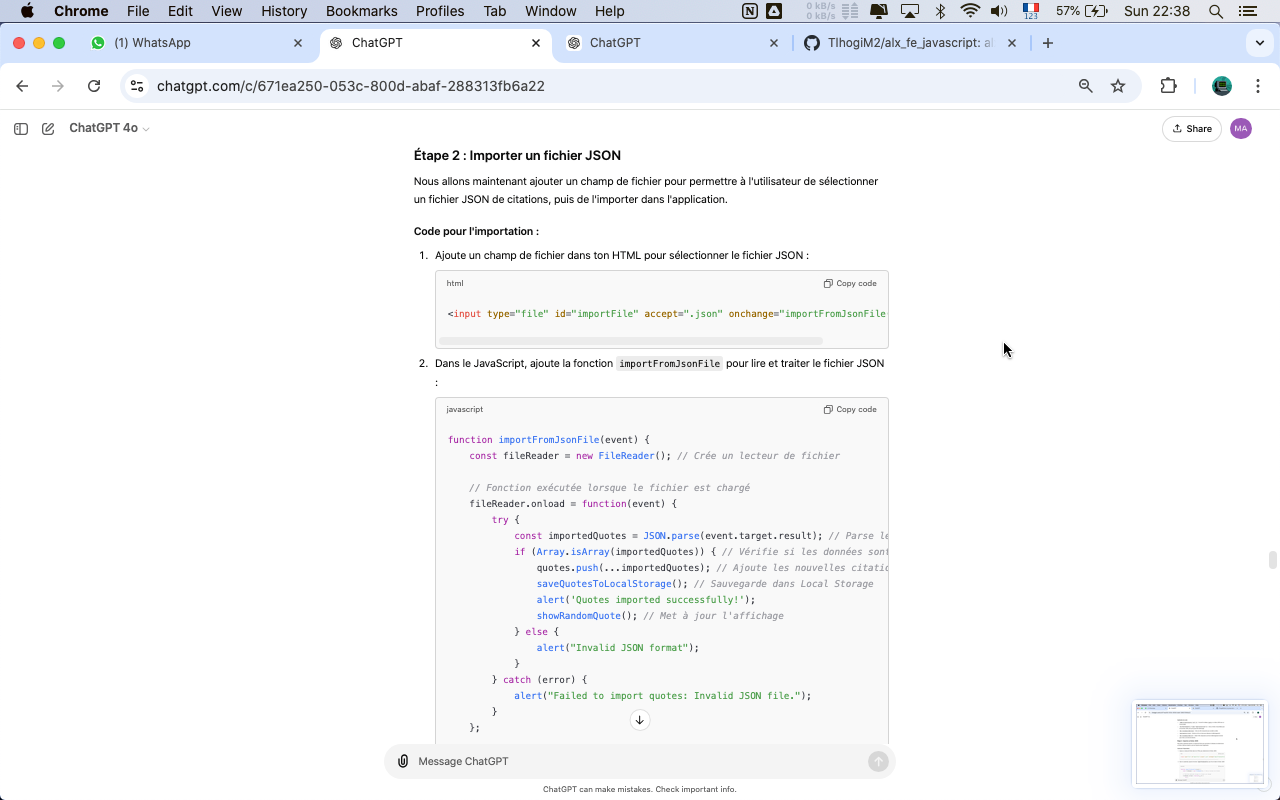 Chrome File Edit View History Bookmarks Profiles Tab Window Help 0 kB/s 0 kB/s 123 57% Sun 22:38
(1) WhatsApp ChatGPT ChatGPT TlhogiM2/alx_fe_javascript: al
chatgpt.com/c/671ea250-053c-800d-abaf-288313fb6a22
ChatGPT 4o Share MA
Étape 2 : Importer un fichier JSON
Nous allons maintenant ajouter un champ de fichier pour permettre à l'utilisateur de sélectionner
un fichier JSON de citations, puis de l'importer dans l'application.
Code pour l'importation :
1. Ajoute un champ de fichier dans ton HTML pour sélectionner le fichier JSON :
html Copy code
<input type="file" id="importFile" accept=".json" onchange="importFromJsonFile
2. Dans le JavaScript, ajoute la fonction importFromJsonFile pour lire et traiter le fichier JSON
:
javascript Copy code
function importFromJsonFile(event) {
const fileReader = new FileReader(); // Crée un lecteur de fichier
// Fonction exécutée lorsque le fichier est chargé
fileReader.onload = function(event) {
try {
const importedQuotes = JSON.parse(event.target.result); // Parse le
if (Array.isArray(importedQuotes)) { // Vérifie si les données sont
quotes.push(...importedQuotes); // Ajoute les nouvelles citatio
saveQuotesToLocalStorage(); // Sauvegarde dans Local Storage
alert('Quotes imported successfully!');
showRandomQuote(); // Met à jour l'affichage
} else {
alert("Invalid JSON format");
}
} catch (error) {
alert("Failed to import quotes: Invalid JSON file.");
}
};
Message ChatGPT
ChatGPT can make mistakes. Check important info.